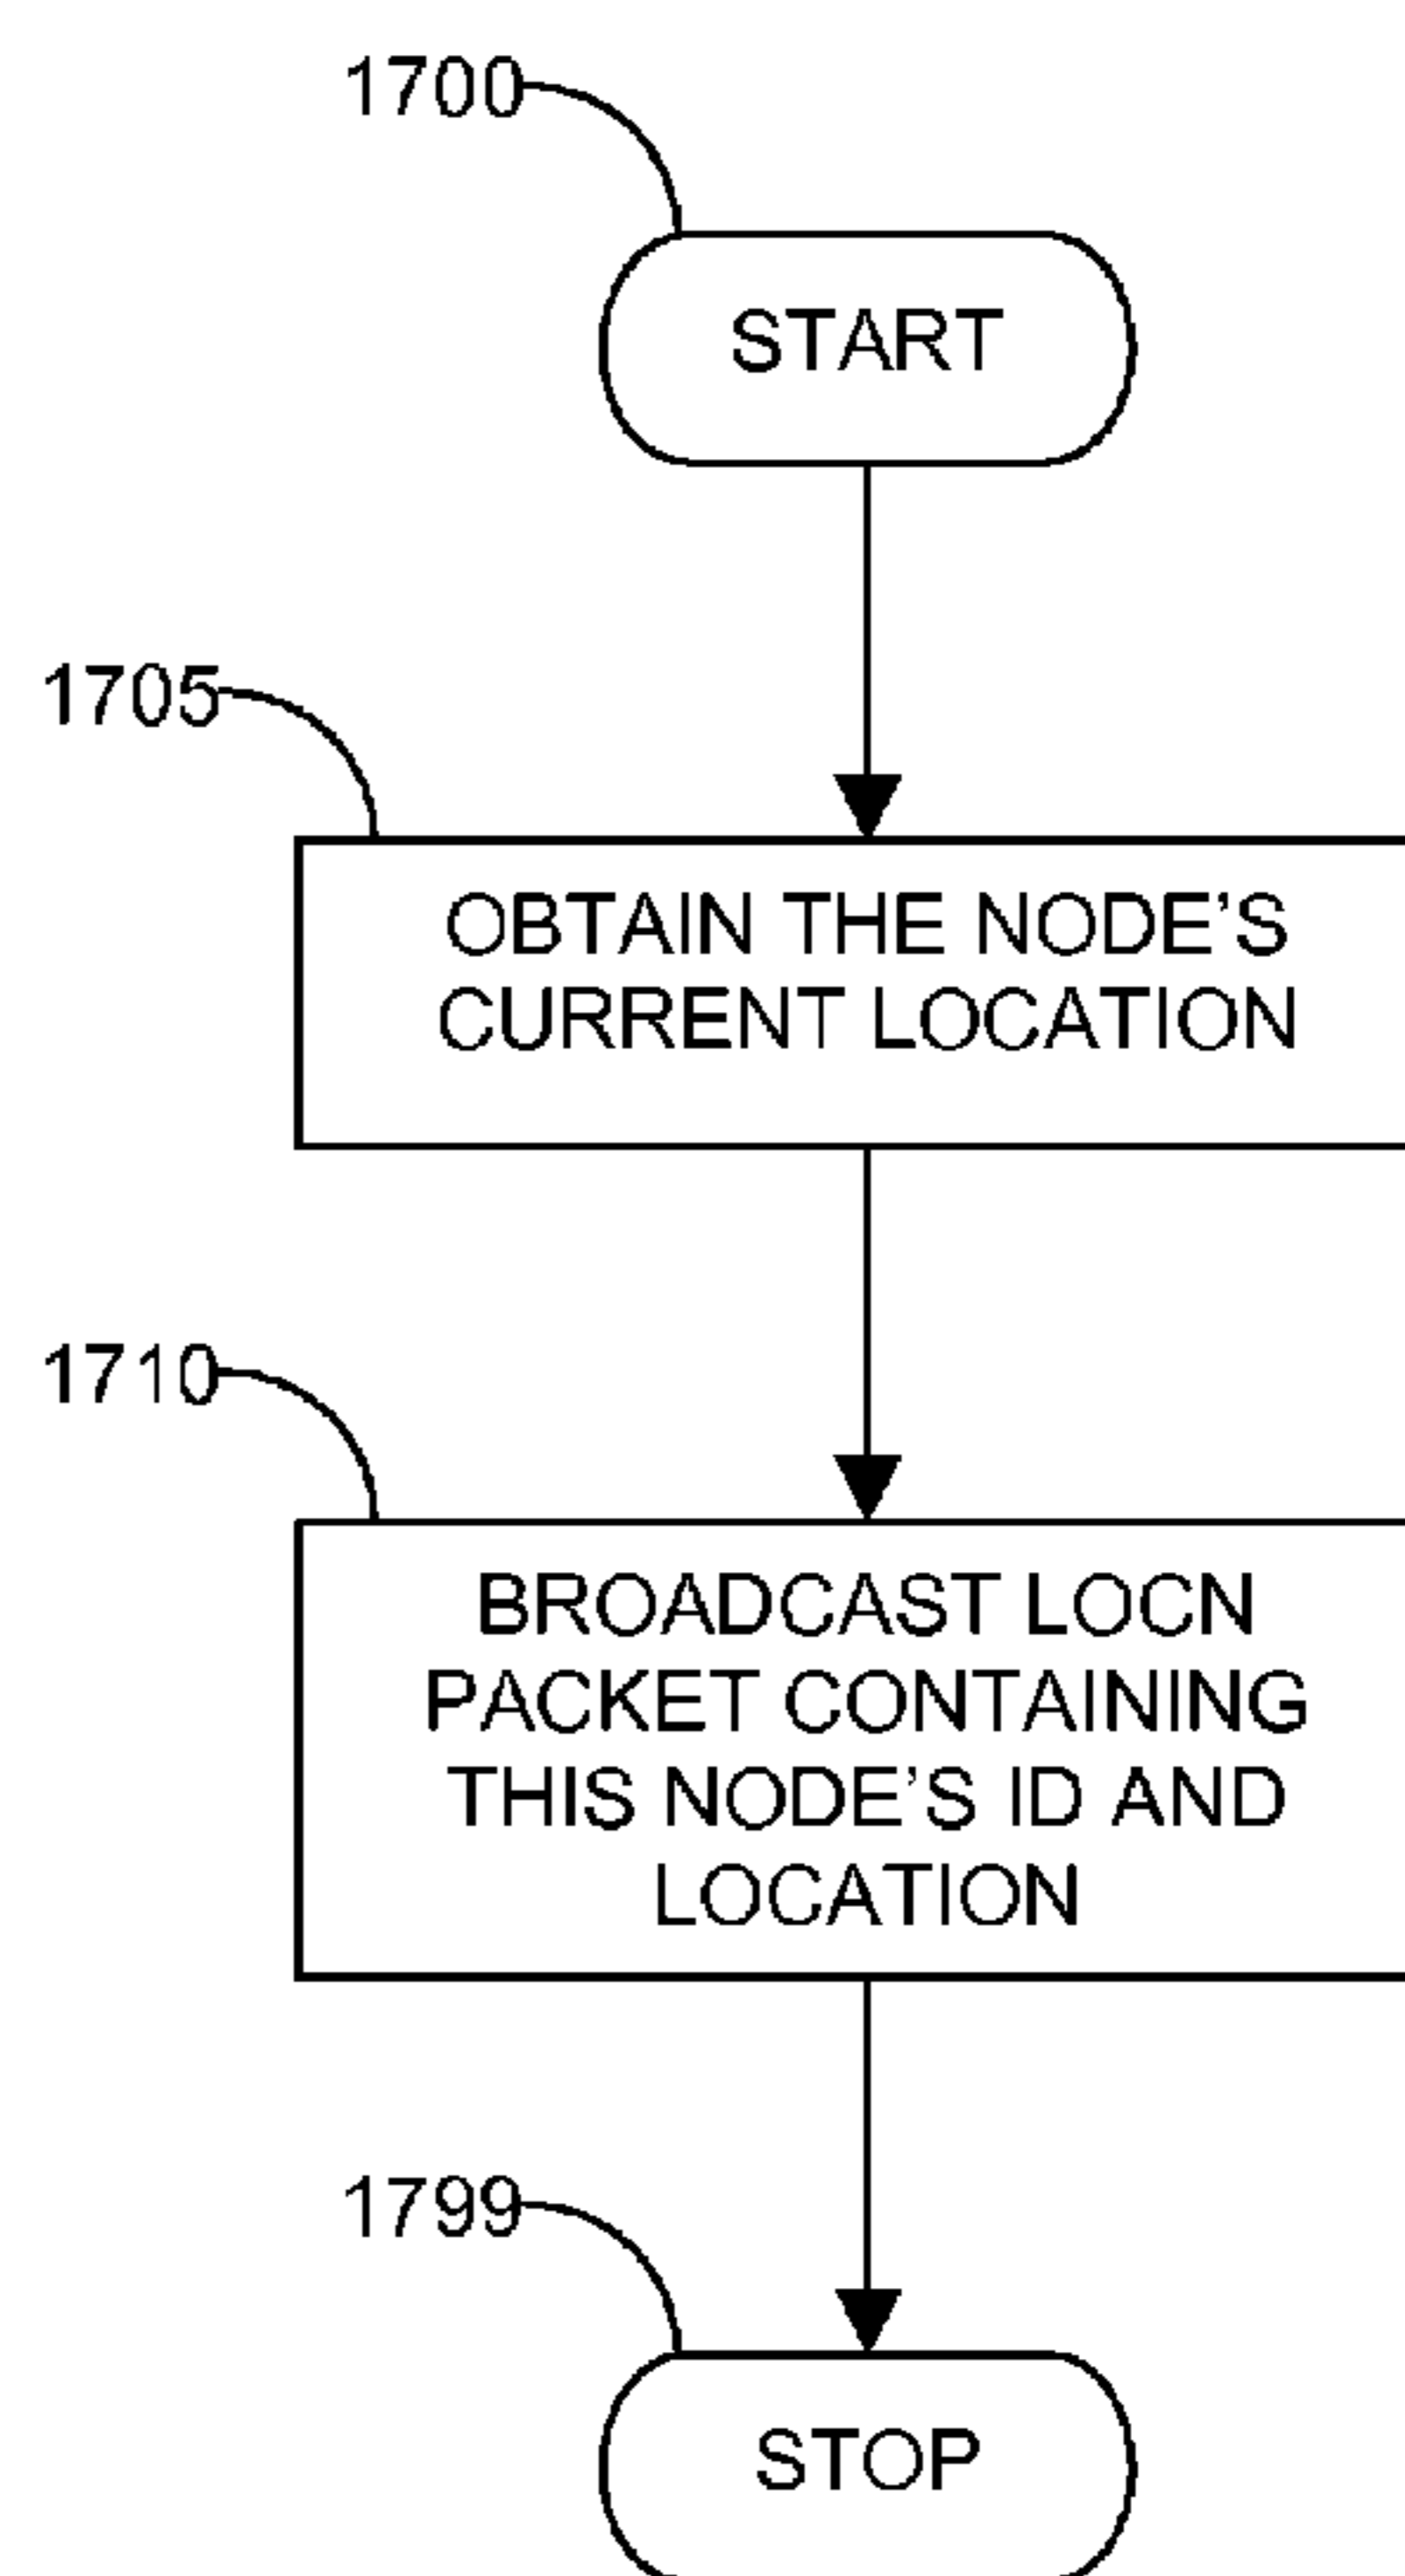 1700
START
1705
OBTAIN THE NODE'S
CURRENT LOCATION
1710
BROADCAST LOCN
PACKET CONTAINING
THIS NODE'S ID AND
LOCATION
1799
STOP